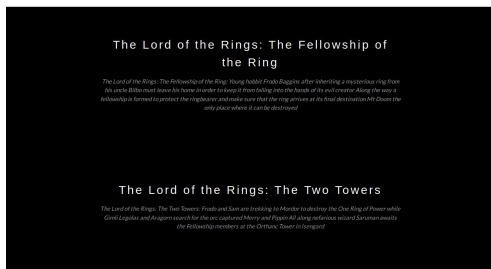 The Lord of the Rings: The Fellowship of
the Ring
The Lord of the Rings: The Fellowship of the Ring: Young hobbit Frodo Baggins after inheriting a mysterious ring from
his uncle Bilbo must leave his home in order to keep it from falling into the hands of its evil creator Along the way a
fellowship is formed to protect the ringbearer and make sure that the ring arrives at its final destination Mt Doom the
only place where it can be destroyed
The Lord of the Rings: The Two Towers
The Lord of the Rings: The Two Towers: Frodo and Sam are trekking to Mordor to destroy the One Ring of Power while
Gimli Legolas and Aragorn search for the orc captured Merry and Pippin All along nefarious wizard Saruman awaits
the Fellowship members at the Orthanc Tower in Isengard